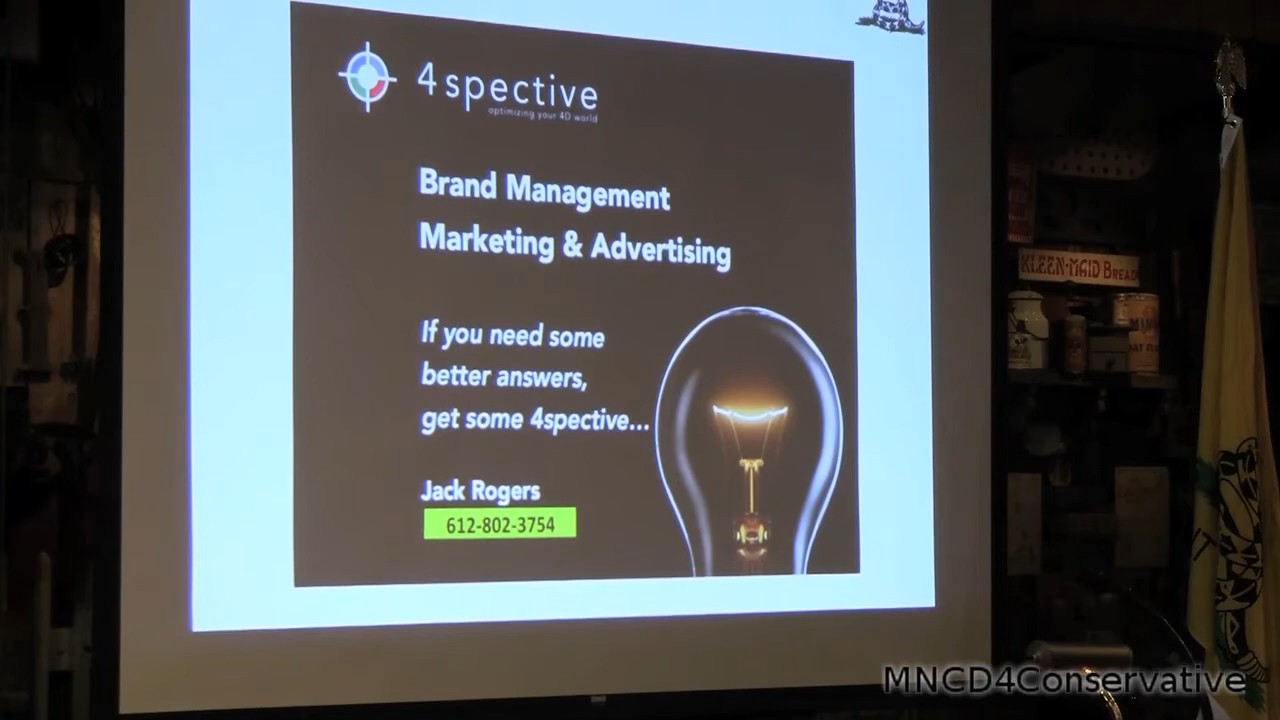 4spective
optimizing your 4D world
Brand Management
Marketing & Advertising
If you need some
better answers,
get some 4spective...
Jack Rogers
612-802-3754
KLEEN-MAID BREAD
MNCD4Conservative